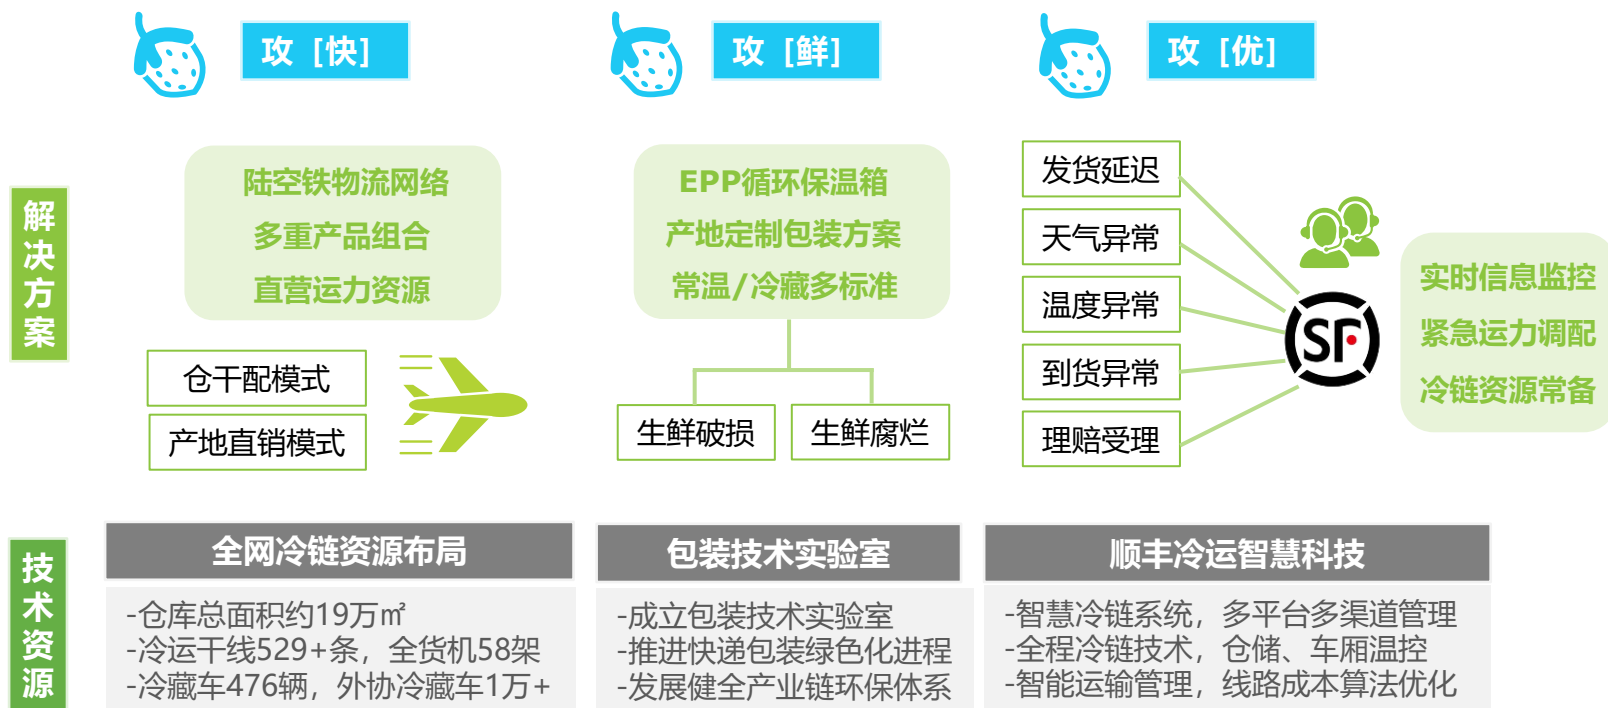 攻 [快]
攻 [鲜]
攻 [优]
解决方案
陆空铁物流网络
多重产品组合
直营运力资源
仓干配模式
产地直销模式
EPP循环保温箱
产地定制包装方案
常温/冷藏多标准
生鲜破损
生鲜腐烂
发货延迟
天气异常
温度异常
到货异常
理赔受理
SF
实时信息监控
紧急运力调配
冷链资源常备
技术资源
全网冷链资源布局
-仓库总面积约19万㎡
-冷运干线529+条，全货机58架
-冷藏车476辆，外协冷藏车1万+
包装技术实验室
-成立包装技术实验室
-推进快递包装绿色化进程
-发展健全产业链环保体系
顺丰冷运智慧科技
-智慧冷链系统，多平台多渠道管理
-全程冷链技术，仓储、车厢温控
-智能运输管理，线路成本算法优化